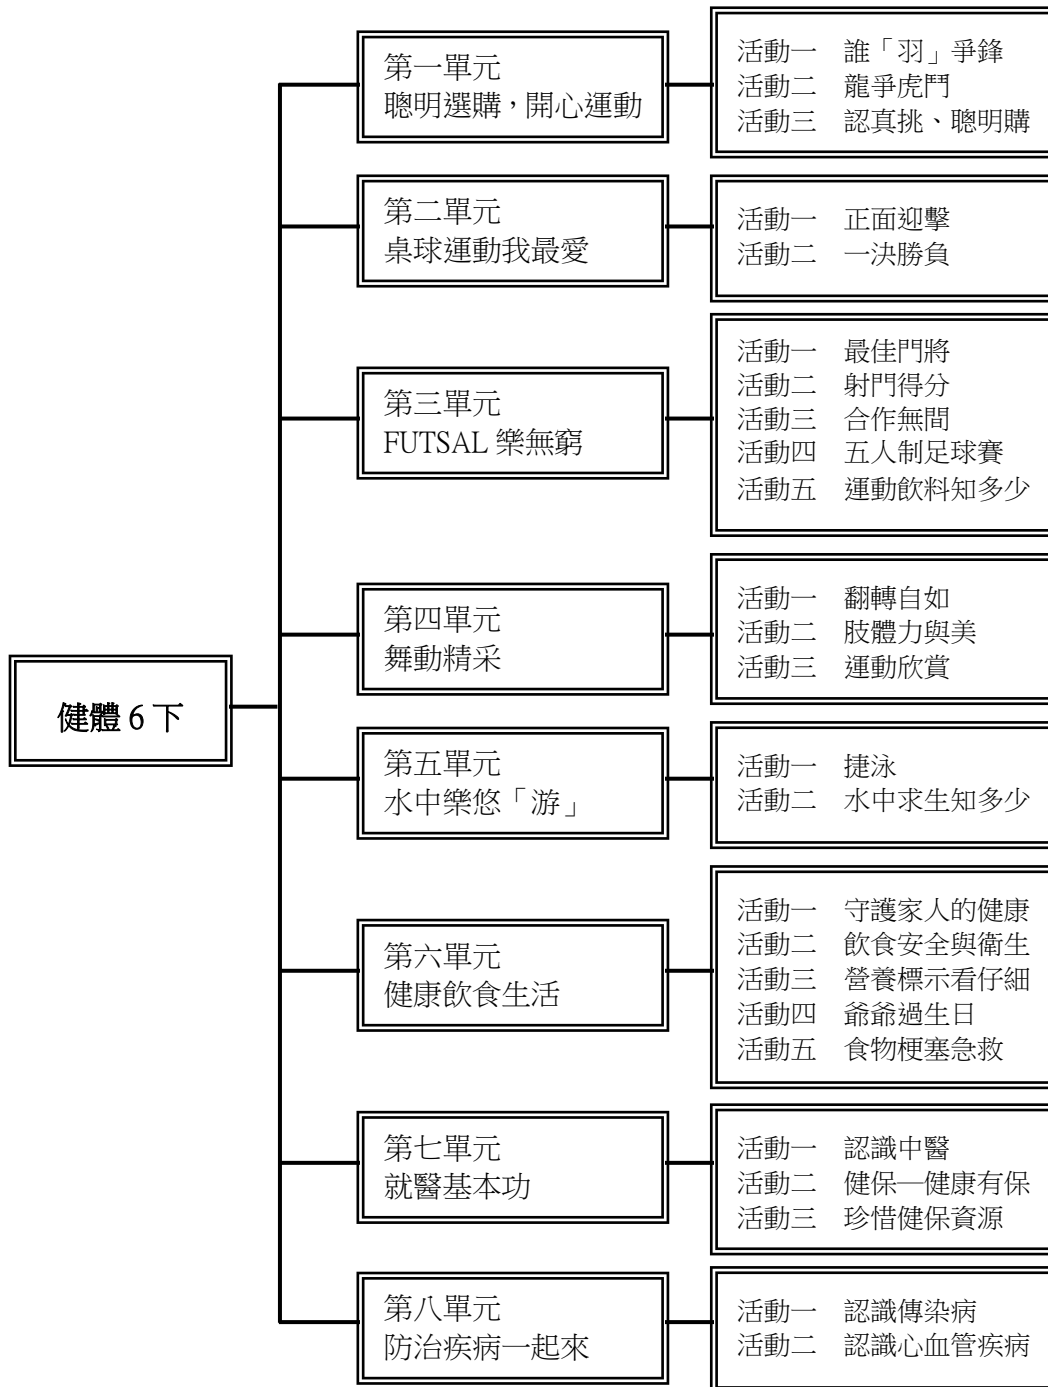 健體 6 下
第一單元
聰明選購，開心運動
活動一　誰「羽」爭鋒
活動二　龍爭虎鬥
活動三　認真挑、聰明購
第二單元
桌球運動我最愛
活動一　正面迎擊
活動二　一決勝負
第三單元
FUTSAL 樂無窮
活動一　最佳門將
活動二　射門得分
活動三　合作無間
活動四　五人制足球賽
活動五　運動飲料知多少
第四單元
舞動精采
活動一　翻轉自如
活動二　肢體力與美
活動三　運動欣賞
第五單元
水中樂悠「游」
活動一　捷泳
活動二　水中求生知多少
第六單元
健康飲食生活
活動一　守護家人的健康
活動二　飲食安全與衛生
活動三　營養標示看仔細
活動四　爺爺過生日
活動五　食物梗塞急救
第七單元
就醫基本功
活動一　認識中醫
活動二　健保─健康有保
活動三　珍惜健保資源
第八單元
防治疾病一起來
活動一　認識傳染病
活動二　認識心血管疾病